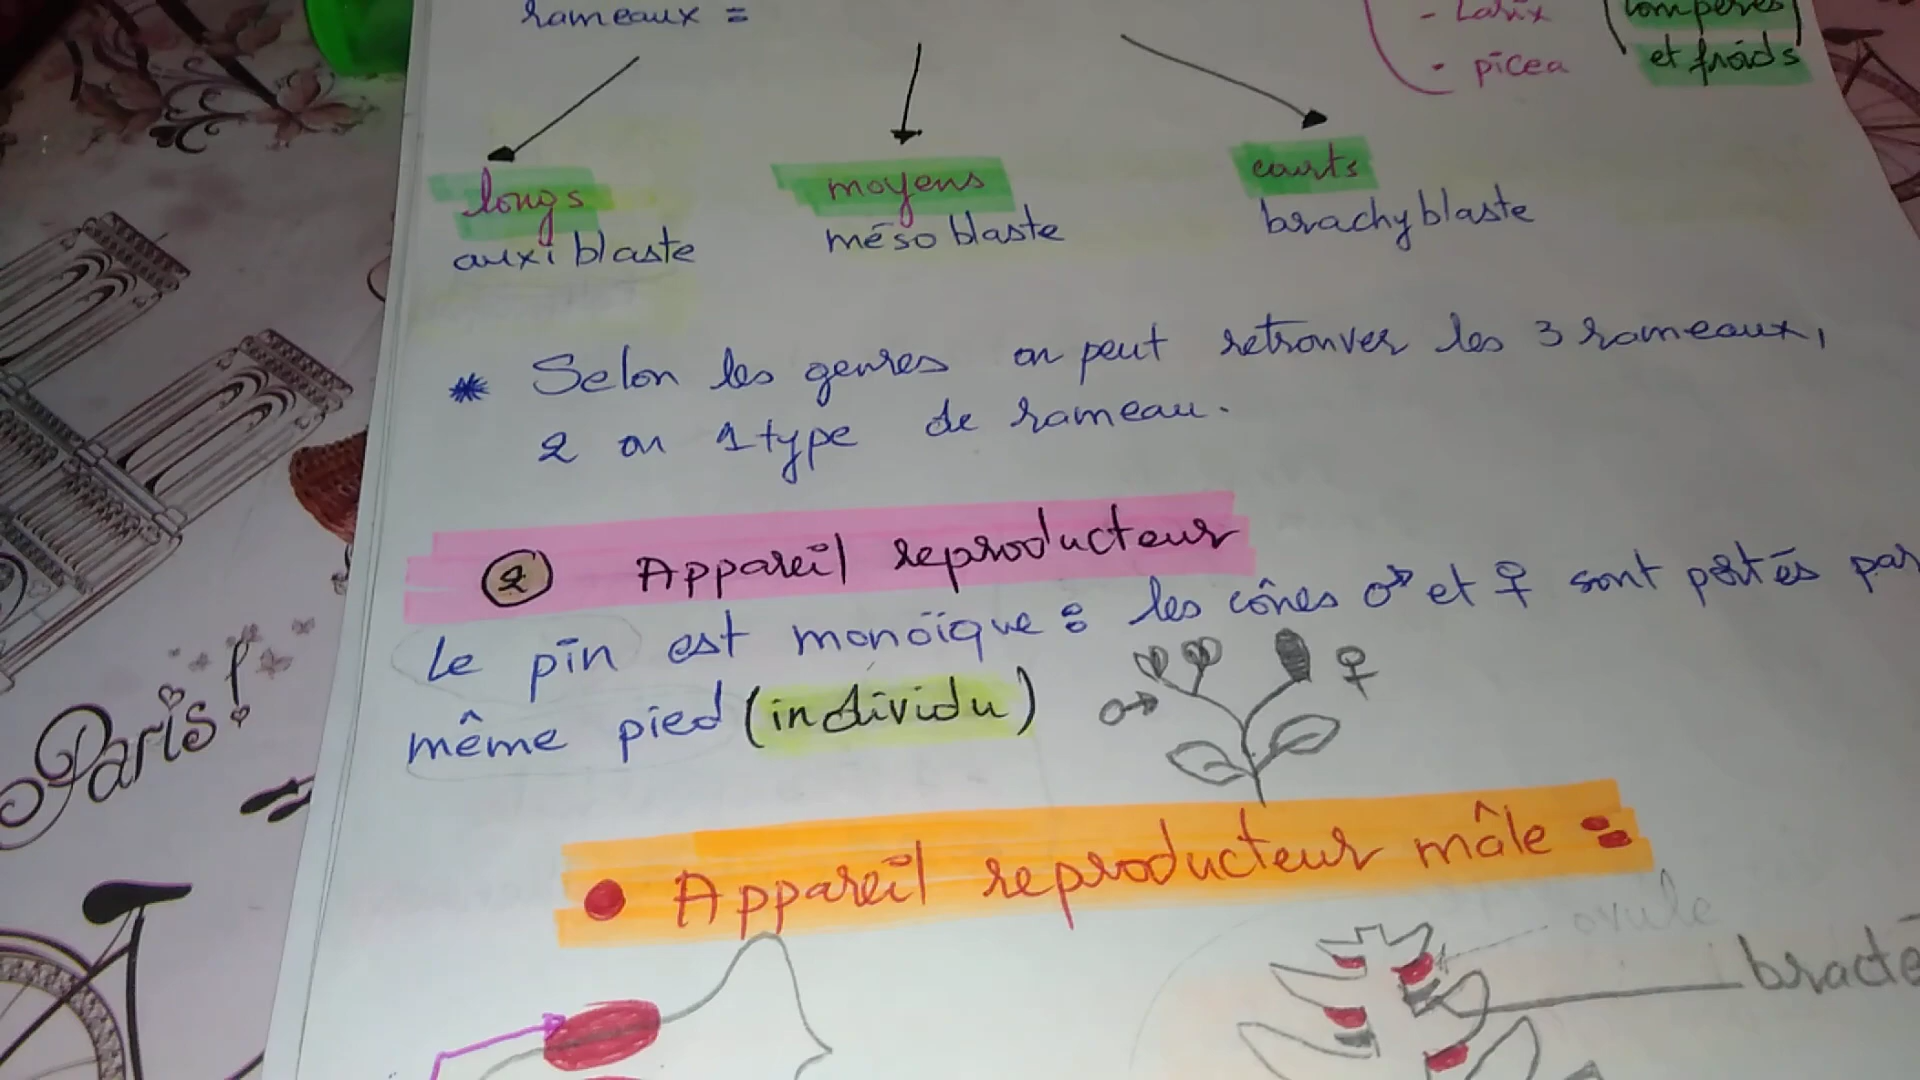 rameaux =
- Larix
- picea
tempérés
et froids
longs
auxiblaste
moyens
mésoblaste
courts
brachyblaste
* Selon les genres on peut retrouver les 3 rameaux,
2 ou 1 type de rameau.
② Appareil reproducteur
Le pin est monoïque : les cônes ♂ et ♀ sont portés par
même pied (individu)
♂ ♀
• Appareil reproducteur mâle :
ovule
bracté
Paris!